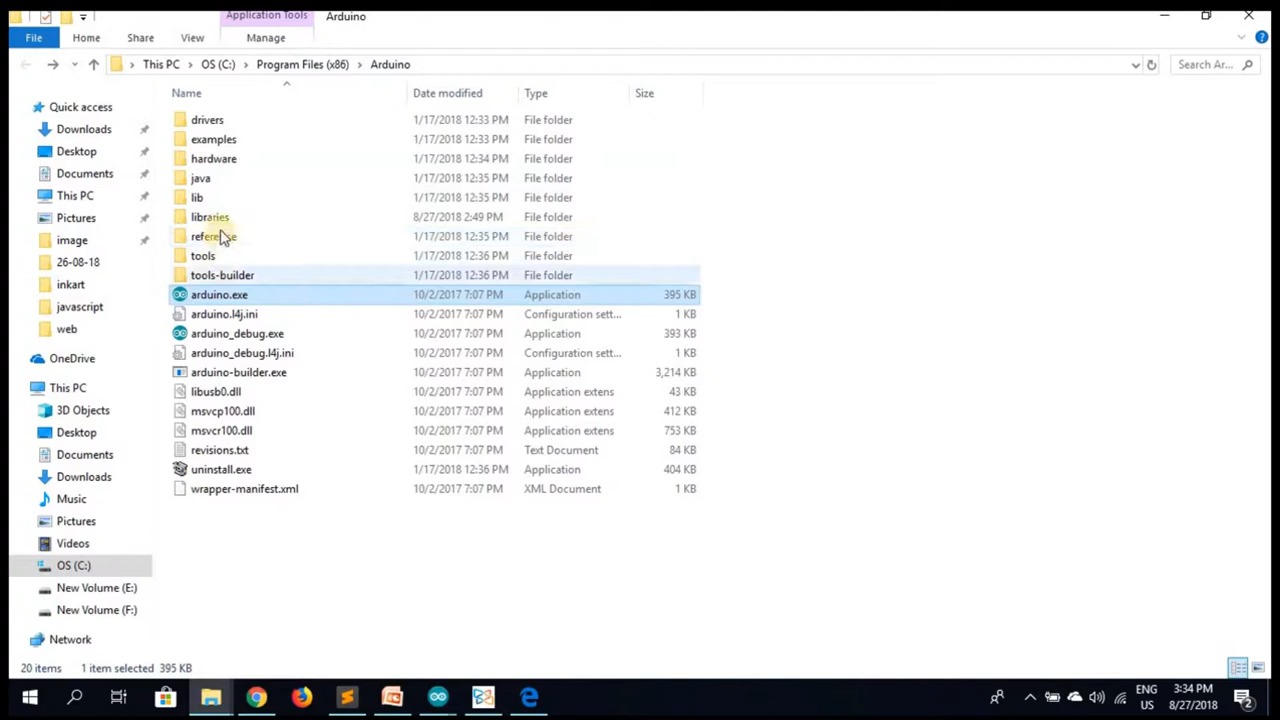 Application Tools Arduino
File Home Share View Manage
This PC OS (C:) Program Files (x86) Arduino Search Ar...
Name Date modified Type Size
Quick access
Downloads
Desktop
Documents
This PC
Pictures
image
26-08-18
inkart
javascript
web
OneDrive
This PC
3D Objects
Desktop
Documents
Downloads
Music
Pictures
Videos
OS (C:)
New Volume (E:)
New Volume (F:)
Network
drivers 1/17/2018 12:33 PM File folder
examples 1/17/2018 12:33 PM File folder
hardware 1/17/2018 12:34 PM File folder
java 1/17/2018 12:35 PM File folder
lib 1/17/2018 12:35 PM File folder
libraries 8/27/2018 2:49 PM File folder
reference 1/17/2018 12:35 PM File folder
tools 1/17/2018 12:36 PM File folder
tools-builder 1/17/2018 12:36 PM File folder
arduino.exe 10/2/2017 7:07 PM Application 395 KB
arduino.l4j.ini 10/2/2017 7:07 PM Configuration sett... 1 KB
arduino_debug.exe 10/2/2017 7:07 PM Application 393 KB
arduino_debug.l4j.ini 10/2/2017 7:07 PM Configuration sett... 1 KB
arduino-builder.exe 10/2/2017 7:07 PM Application 3,214 KB
libusb0.dll 10/2/2017 7:07 PM Application extens 43 KB
msvcp100.dll 10/2/2017 7:07 PM Application extens 412 KB
msvcr100.dll 10/2/2017 7:07 PM Application extens 753 KB
revisions.txt 10/2/2017 7:07 PM Text Document 84 KB
uninstall.exe 1/17/2018 12:36 PM Application 404 KB
wrapper-manifest.xml 10/2/2017 7:07 PM XML Document 1 KB
20 items 1 item selected 395 KB
ENG 3:34 PM
US 8/27/2018 2